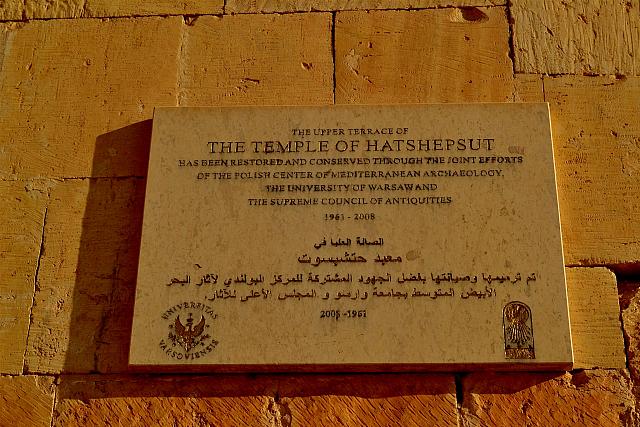 THE UPPER TERRACE OF
THE TEMPLE OF HATSHEPSUT
HAS BEEN RESTORED AND CONSERVED THROUGH THE JOINT EFFORTS
OF THE POLISH CENTER OF MEDITERRANEAN ARCHAEOLOGY,
THE UNIVERSITY OF WARSAW AND
THE SUPREME COUNCIL OF ANTIQUITIES
1961 - 2008
الصالة العليا في
معبد حتشبسوت
تم ترميمها وصيانتها بفضل الجهود المشتركة للمركز البولندي لآثار البحر
الأبيض المتوسط بجامعة وارسو و المجلس الأعلى للآثار.
UNIVERSITAS
VARSOVIENSIS